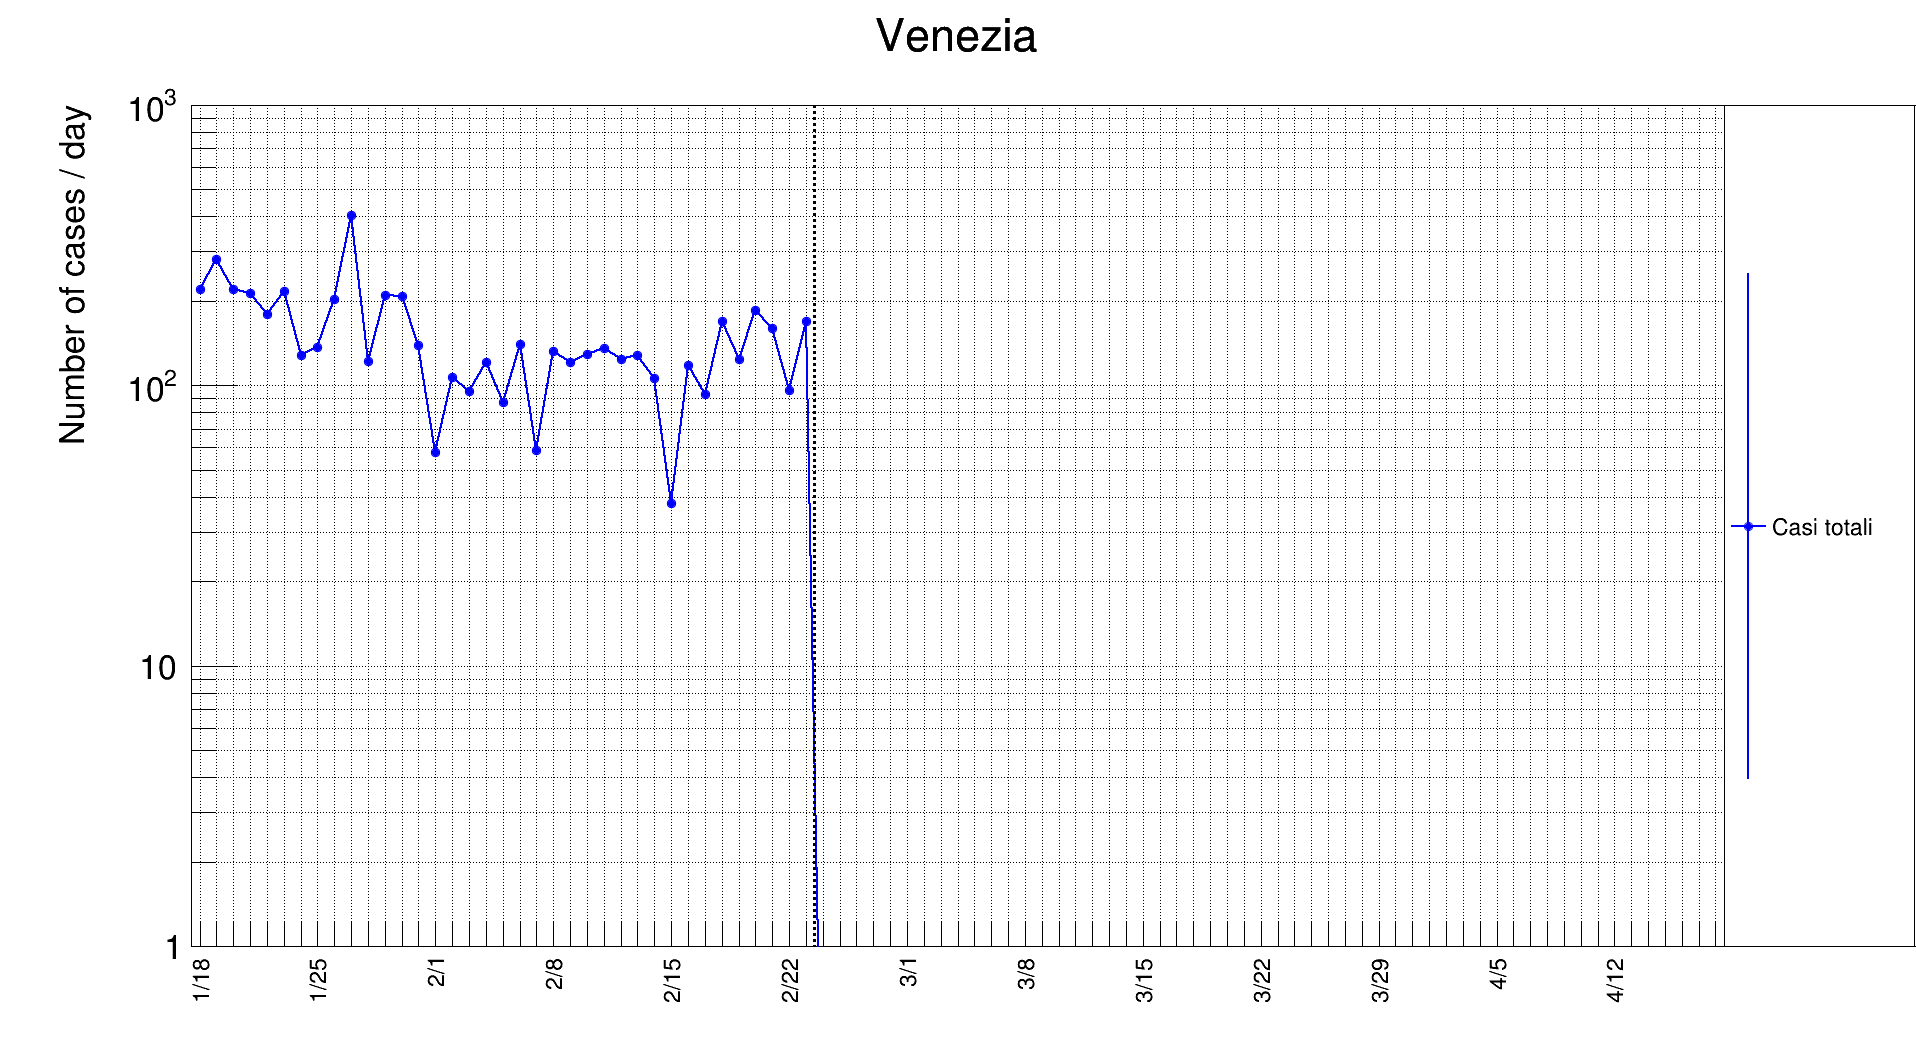 Venezia
Number of cases / day
10³
10²
10
1
1/18 1/25 2/1 2/8 2/15 2/22 3/1 3/8 3/15 3/22 3/29 4/5 4/12
Casi totali